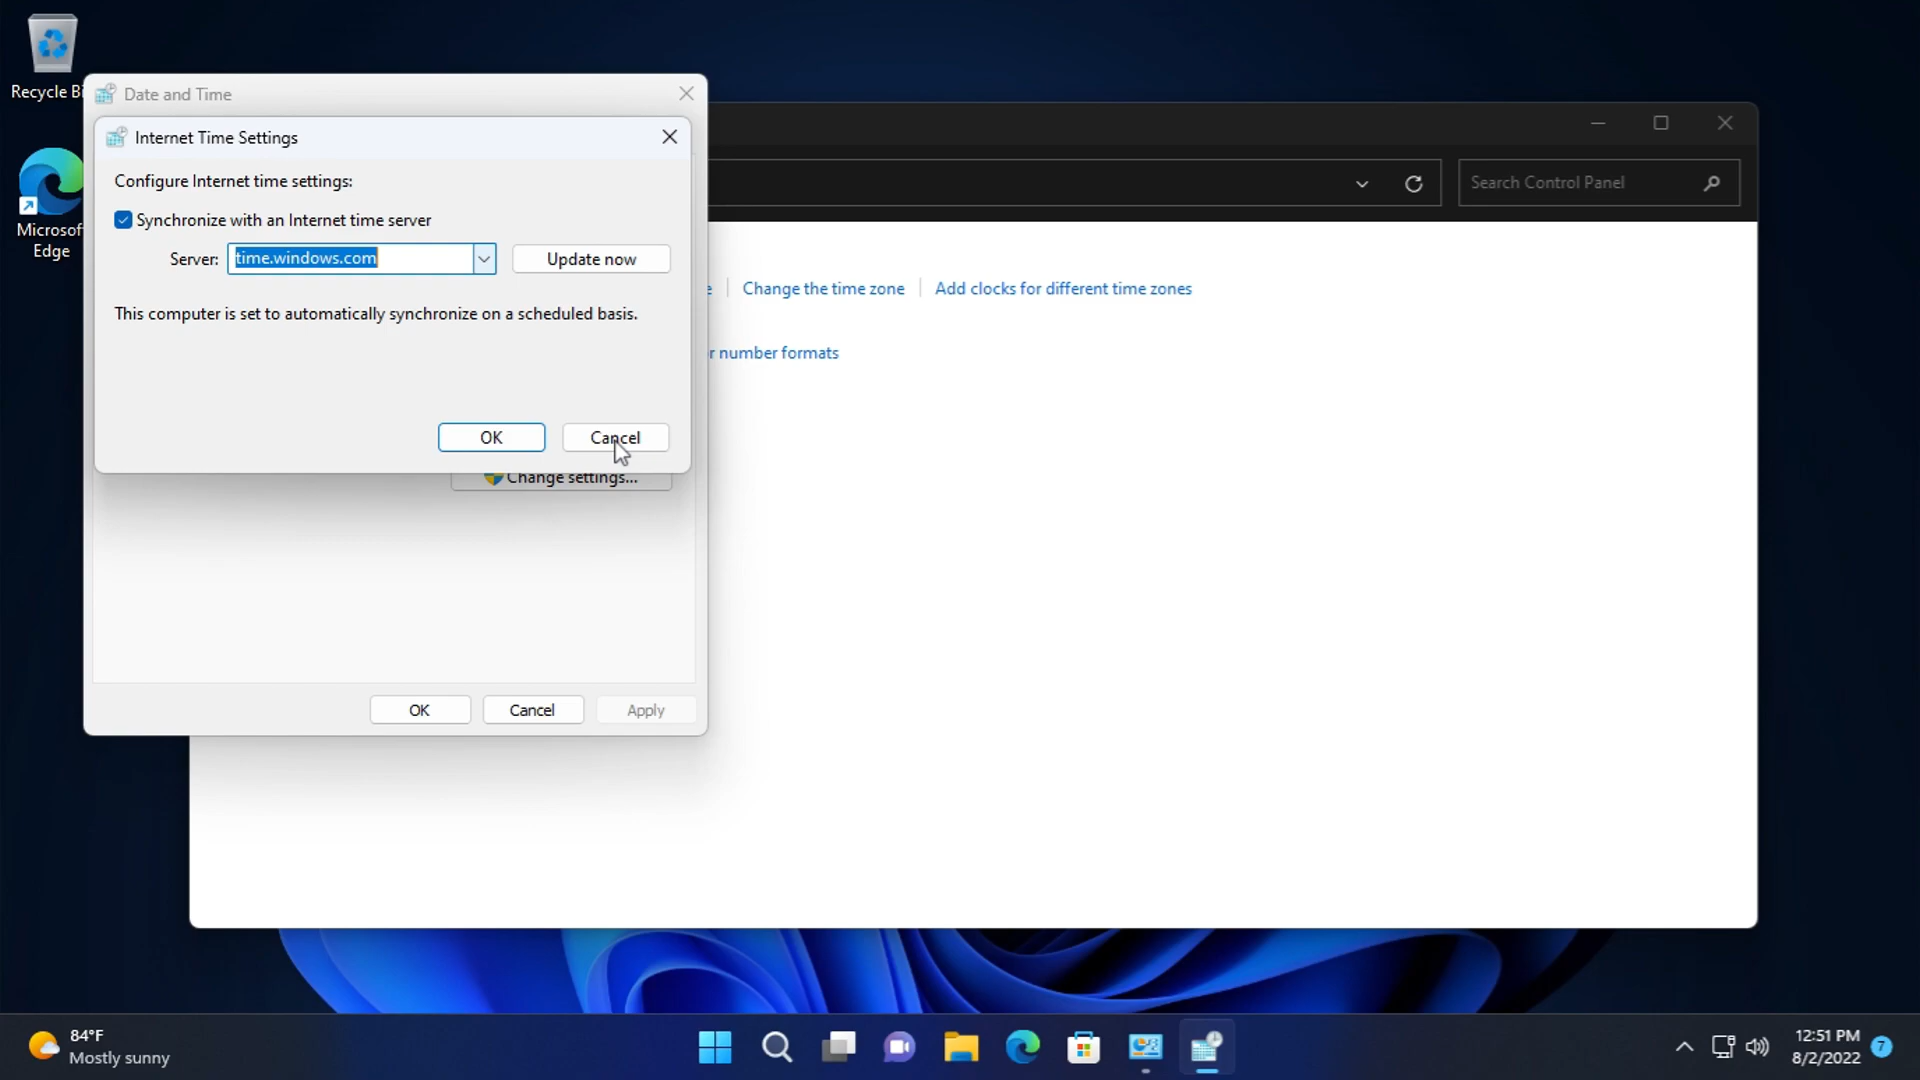 Recycle Bi
Microsof
Edge
Date and Time
Internet Time Settings
Configure Internet time settings:
Synchronize with an Internet time server
Server:
time.windows.com
Update now
This computer is set to automatically synchronize on a scheduled basis.
OK
Cancel
Change settings...
OK
Cancel
Apply
Search Control Panel
e
Change the time zone
Add clocks for different time zones
r number formats
84°F
Mostly sunny
12:51 PM
8/2/2022
7